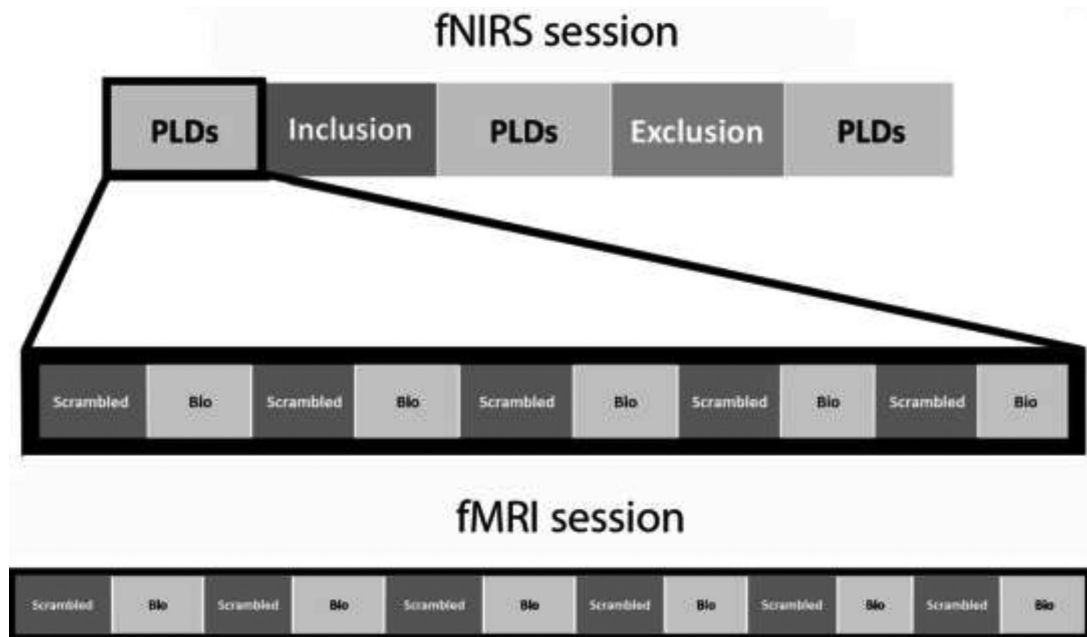 fNIRS session
PLDs Inclusion PLDs Exclusion PLDs
Scrambled Bio Scrambled Bio Scrambled Bio Scrambled Bio Scrambled Bio
fMRI session
Scrambled Bio Scrambled Bio Scrambled Bio Scrambled Bio Scrambled Bio Scrambled Bio